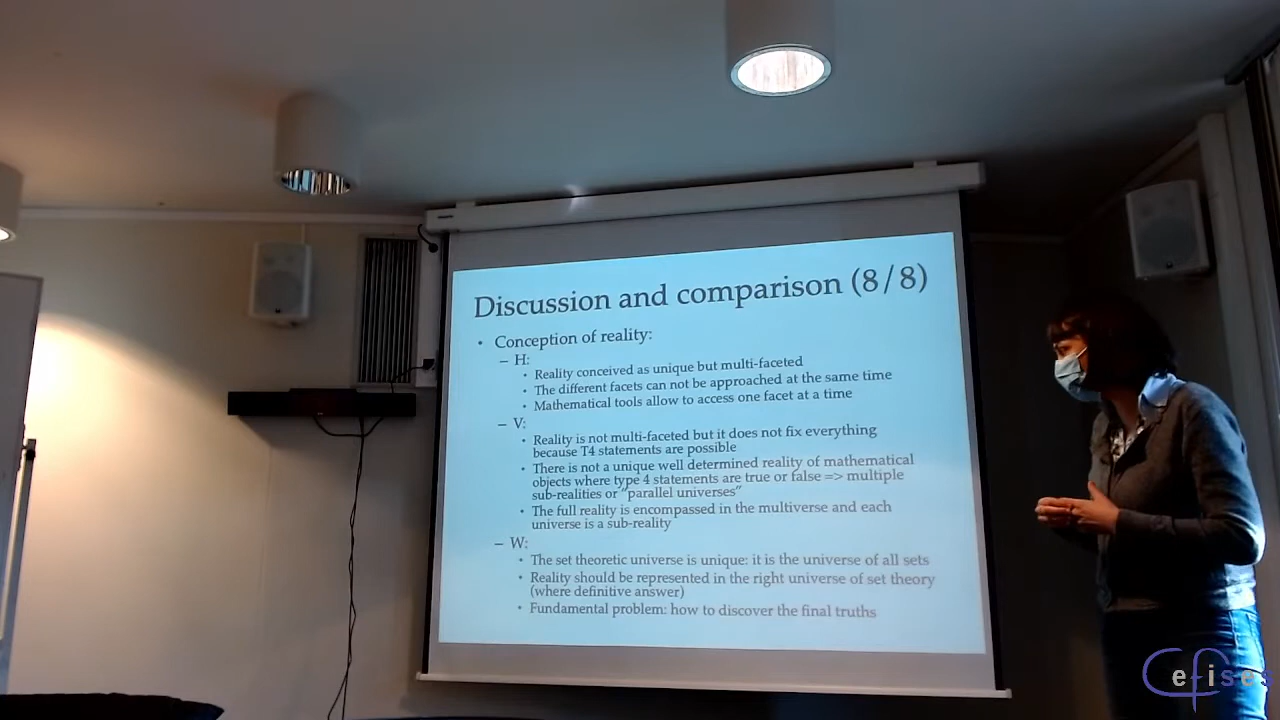 Discussion and comparison (8/8)
• Conception of reality:
– H:
• Reality conceived as unique but multi-faceted
• The different facets can not be approached at the same time
• Mathematical tools allow to access one facet at a time
– V:
• Reality is not multi-faceted but it does not fix everything
because T4 statements are possible
• There is not a unique well determined reality of mathematical
objects where type 4 statements are true or false => multiple
sub-realities or "parallel universes"
• The full reality is encompassed in the multiverse and each
universe is a sub-reality
– W:
• The set theoretic universe is unique: it is the universe of all sets
• Reality should be represented in the right universe of set theory
(where definitive answer)
• Fundamental problem: how to discover the final truths
Cefises